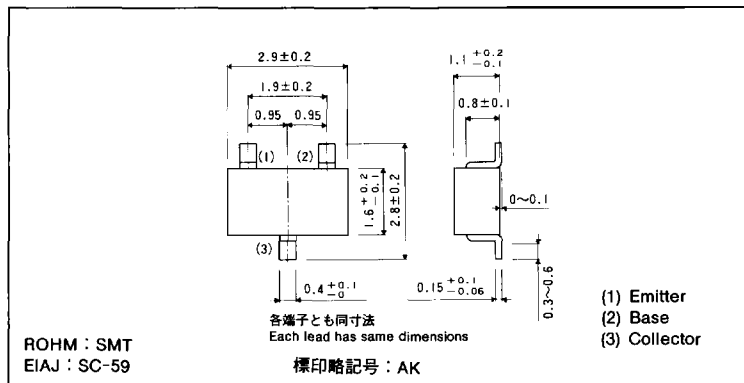 2.9±0.2
1.9±0.2
0.95 0.95
(1) (2)
(3)
1.6 +0.2 −0.1
2.8±0.2
0.4 +0.1 −0
各端子とも同寸法
Each lead has same dimensions
1.1 +0.2 −0.1
0.8±0.1
0〜0.1
0.15 +0.1 −0.06
0.3〜0.6
(1) Emitter
(2) Base
(3) Collector
ROHM : SMT
EIAJ : SC-59
標印略記号 : AK